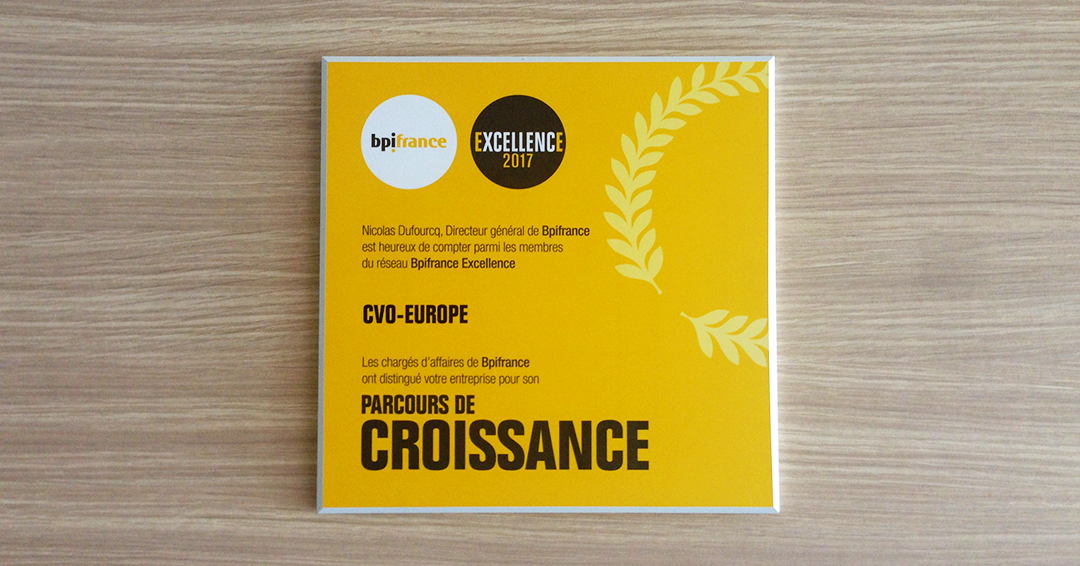 bpifrance
EXCELLENCE
2017
Nicolas Dufourcq, Directeur général de Bpifrance
est heureux de compter parmi les membres
du réseau Bpifrance Excellence
CVO-EUROPE
Les chargés d'affaires de Bpifrance
ont distingué votre entreprise pour son
PARCOURS DE
CROISSANCE